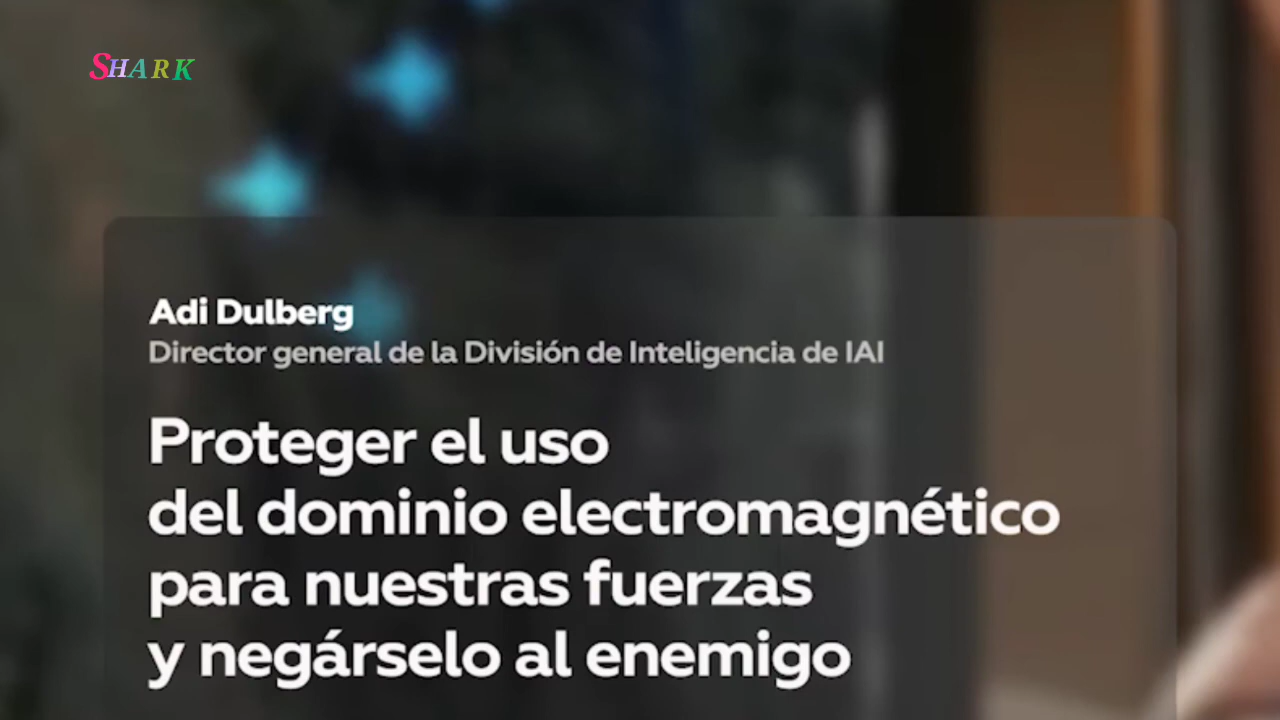 SHARK
Adi Dulberg
Director general de la División de Inteligencia de IAI
Proteger el uso
del dominio electromagnético
para nuestras fuerzas
y negárselo al enemigo